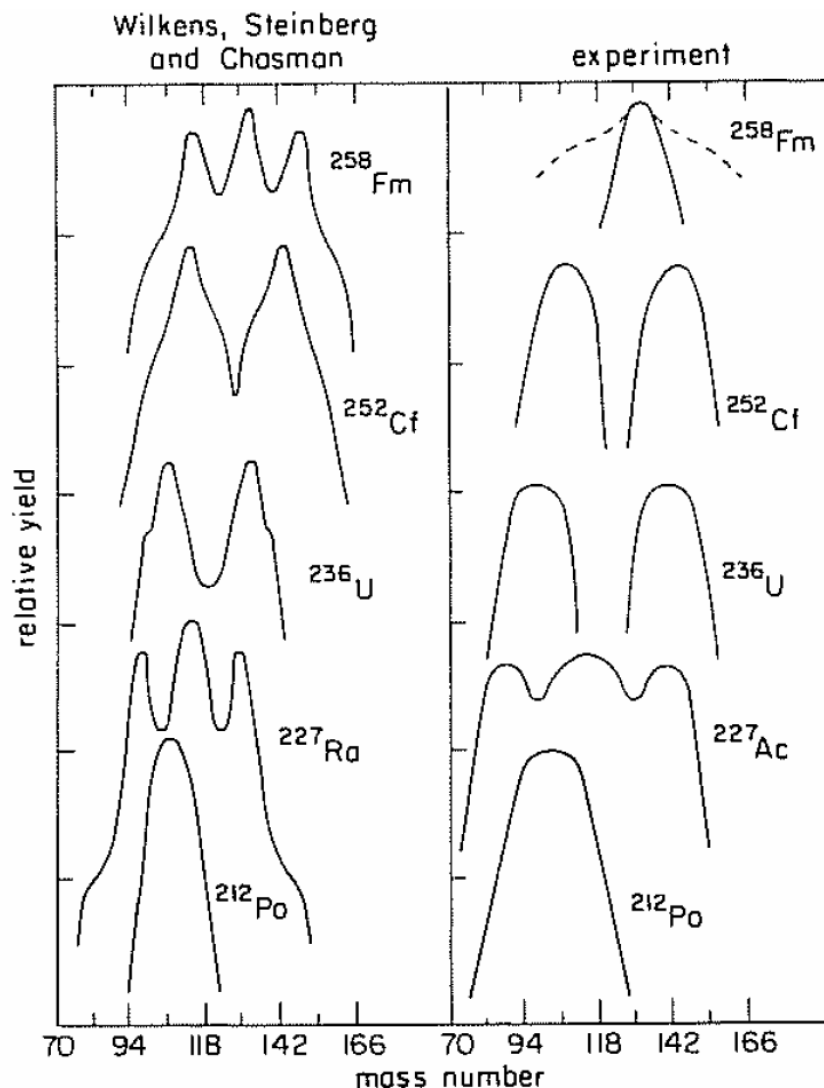 Wilkens, Steinberg
and Chasman
experiment
258Fm
252Cf
236U
227Ra
212Po
258Fm
252Cf
236U
227Ac
212Po
relative yield
70 94 118 142 166
70 94 118 142 166
mass number